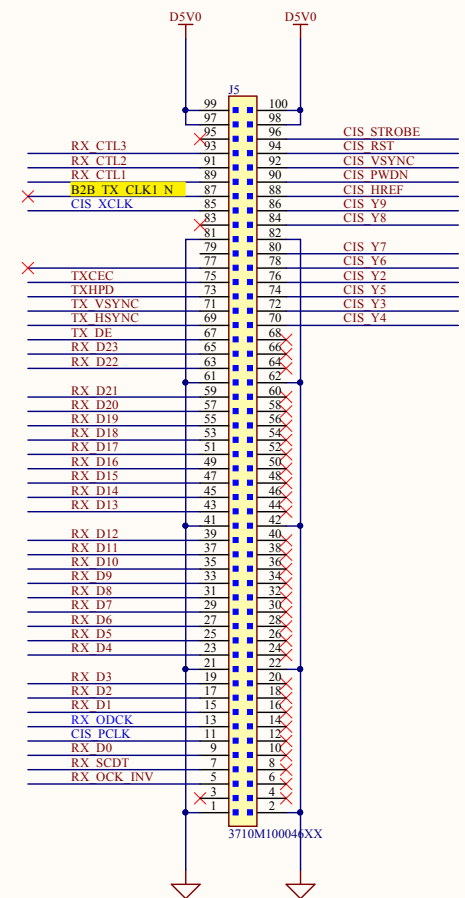 D5V0 D5V0
J5
99 100
97 98
95 96 CIS_STROBE
RX_CTL3 93 94 CIS_RST
RX_CTL2 91 92 CIS_VSYNC
RX_CTL1 89 90 CIS_PWDN
B2B_TX_CLK1_N 87 88 CIS_HREF
CIS_XCLK 85 86 CIS_Y9
83 84 CIS_Y8
81 82
79 80 CIS_Y7
77 78 CIS_Y6
TXCEC 75 76 CIS_Y2
TXHPD 73 74 CIS_Y5
TX_VSYNC 71 72 CIS_Y3
TX_HSYNC 69 70 CIS_Y4
TX_DE 67 68
RX_D23 65 66
RX_D22 63 64
61 62
RX_D21 59 60
RX_D20 57 58
RX_D19 55 56
RX_D18 53 54
RX_D17 51 52
RX_D16 49 50
RX_D15 47 48
RX_D14 45 46
RX_D13 43 44
41 42
RX_D12 39 40
RX_D11 37 38
RX_D10 35 36
RX_D9 33 34
RX_D8 31 32
RX_D7 29 30
RX_D6 27 28
RX_D5 25 26
RX_D4 23 24
21 22
RX_D3 19 20
RX_D2 17 18
RX_D1 15 16
RX_ODCK 13 14
CIS_PCLK 11 12
RX_D0 9 10
RX_SCDT 7 8
RX_OCK_INV 5 6
3 4
1 2
3710M100046XX